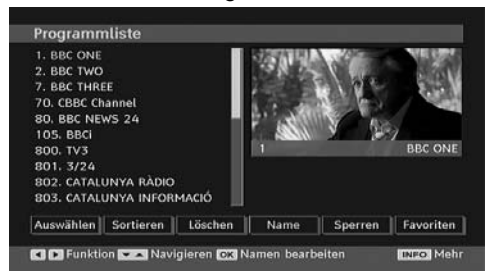 Programmliste
1. BBC ONE
2. BBC TWO
7. BBC THREE
70. CBBC Channel
80. BBC NEWS 24
105. BBCi
800. TV3
801. 3/24
802. CATALUNYA RÀDIO
803. CATALUNYA INFORMACIÓ
1 BBC ONE
Auswählen Sortieren Löschen Name Sperren Favoriten
Funktion Navigieren OK Namen bearbeiten INFO Mehr